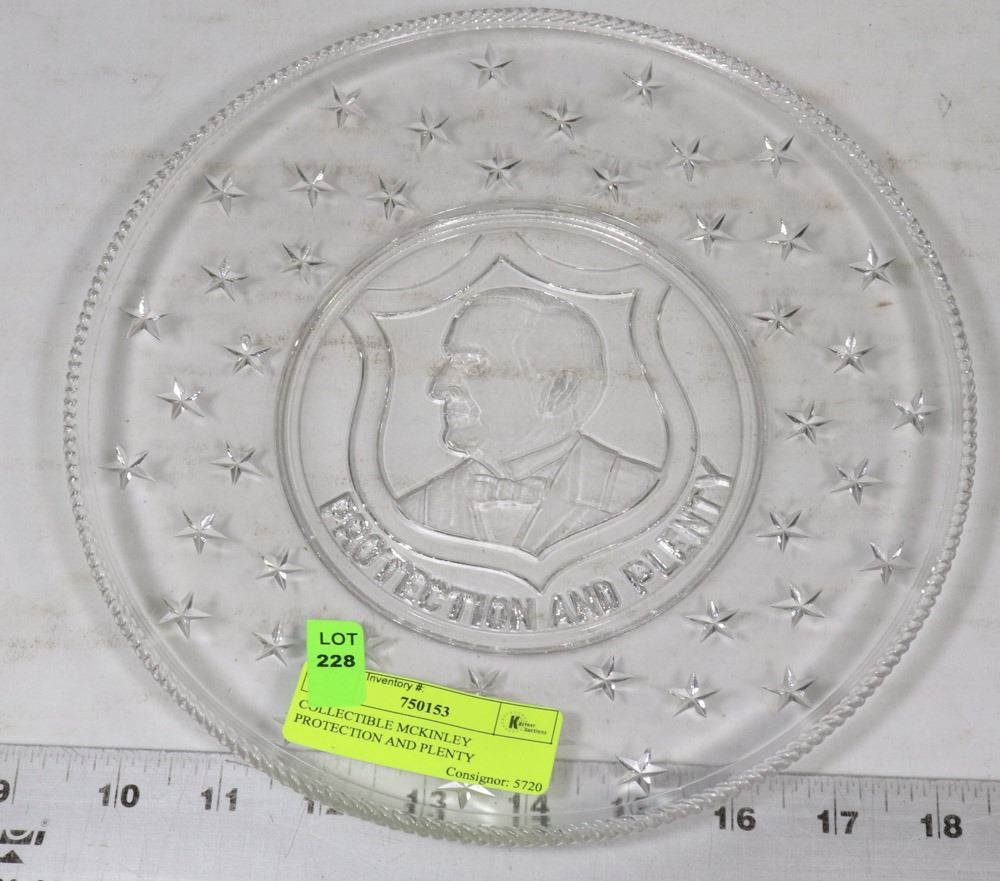 PROTECTION AND PLENTY
LOT
228
Inventory #:
750153
COLLECTIBLE MCKINLEY
PROTECTION AND PLENTY
Consignor: 5720
9 10 11 12 13 14 15 16 17 18